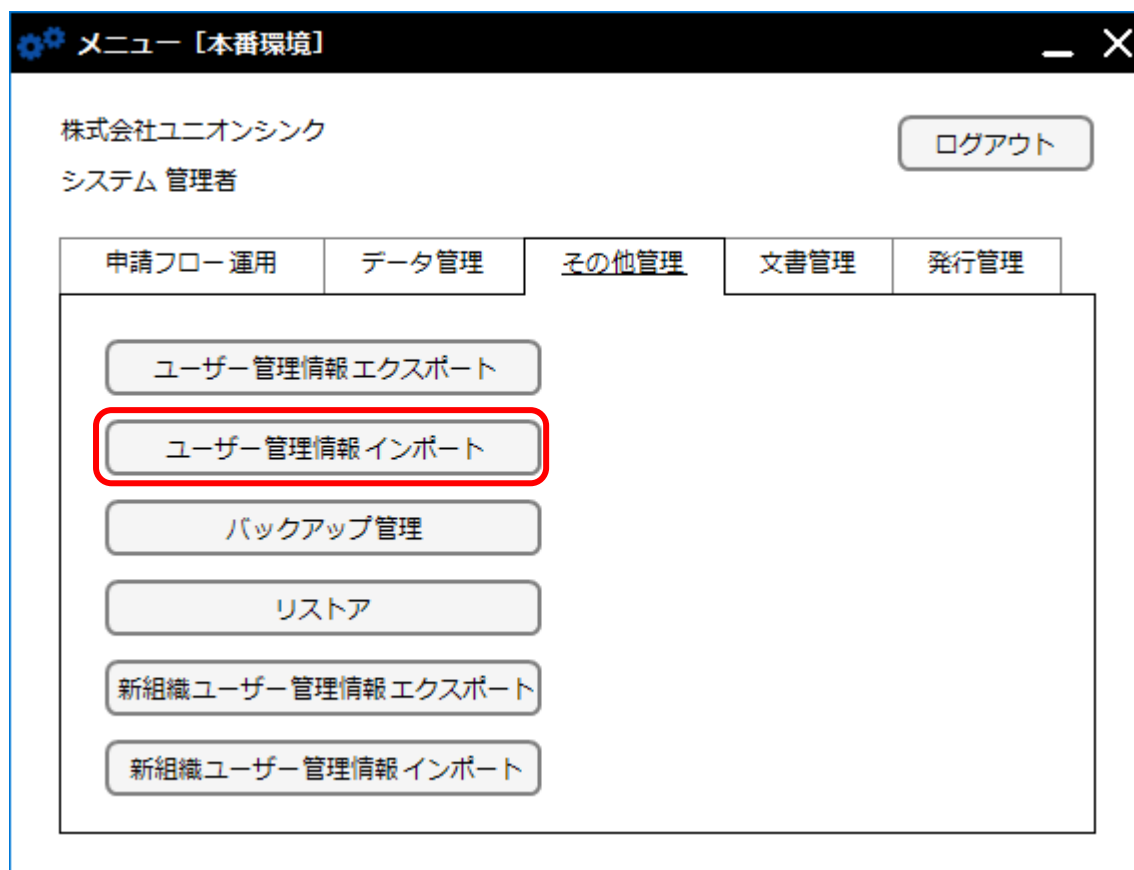 メニュー［本番環境］
株式会社ユニオンシンク
ログアウト
システム 管理者
申請フロー 運用
データ管理
その他管理
文書管理
発行管理
ユーザー管理情報エクスポート
ユーザー管理情報インポート
バックアップ管理
リストア
新組織ユーザー管理情報エクスポート
新組織ユーザー管理情報インポート